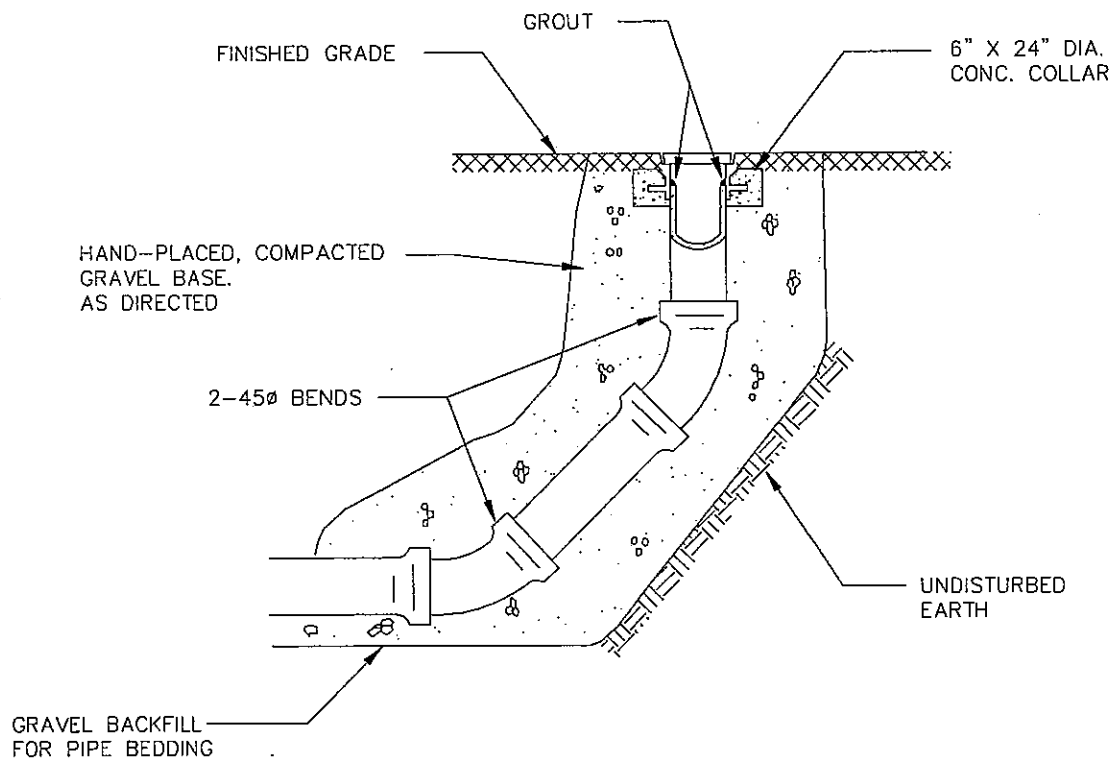 GROUT
FINISHED GRADE
6" X 24" DIA.
CONC. COLLAR
HAND-PLACED, COMPACTED
GRAVEL BASE.
AS DIRECTED
2-45ø BENDS
UNDISTURBED
EARTH
GRAVEL BACKFILL
FOR PIPE BEDDING